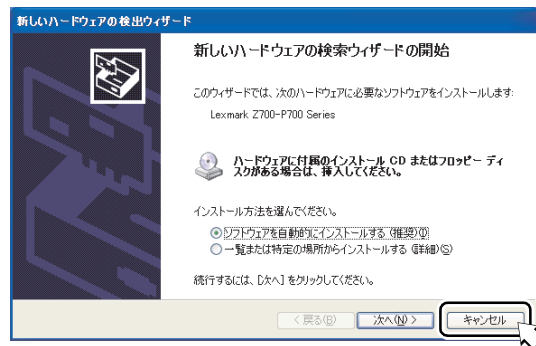 新しいハードウェアの検出ウィザード
新しいハードウェアの検索ウィザードの開始
このウィザードでは、次のハードウェアに必要なソフトウェアをインストールします:
Lexmark Z700-P700 Series
ハードウェアに付属のインストール CD またはフロッピー ディ
スクがある場合は、挿入してください。
インストール方法を選んでください。
ソフトウェアを自動的にインストールする (推奨)(I)
一覧または特定の場所からインストールする (詳細)(S)
続行するには、[次へ] をクリックしてください。
< 戻る(B)
次へ(N) >
キャンセル